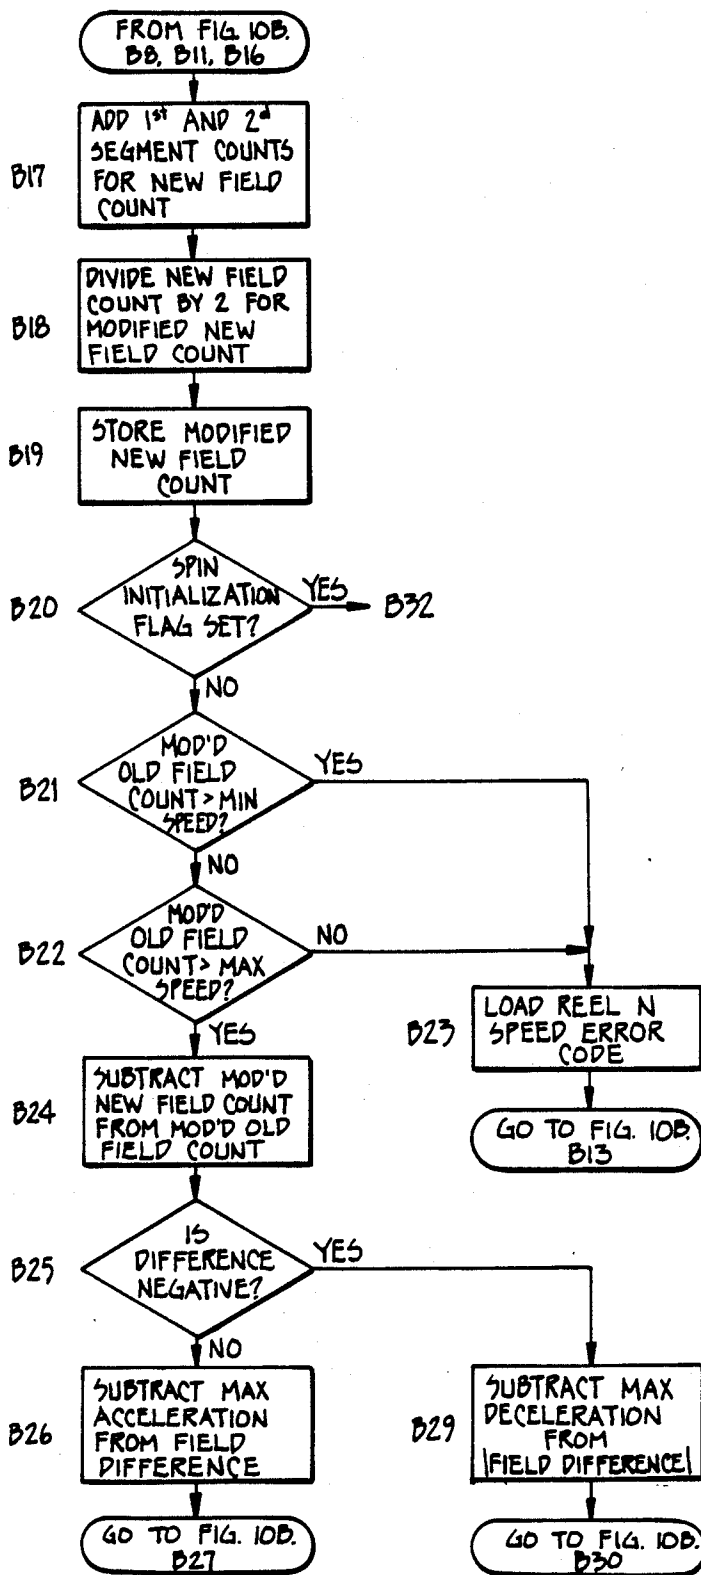 FROM FIG. 10B.
B8, B11, B16
B17
ADD 1st AND 2d
SEGMENT COUNTS
FOR NEW FIELD
COUNT
B18
DIVIDE NEW FIELD
COUNT BY 2 FOR
MODIFIED NEW
FIELD COUNT
B19
STORE MODIFIED
NEW FIELD
COUNT
B20
SPIN
INITIALIZATION
FLAG SET?
YES
B32
NO
B21
MOD'D
OLD FIELD
COUNT > MIN
SPEED?
YES
NO
B22
MOD'D
OLD FIELD
COUNT > MAX
SPEED?
NO
YES
B23
LOAD REEL N
SPEED ERROR
CODE
GO TO FIG. 10B.
B13
B24
SUBTRACT MOD'D
NEW FIELD COUNT
FROM MOD'D OLD
FIELD COUNT
B25
IS
DIFFERENCE
NEGATIVE?
YES
NO
B26
SUBTRACT MAX
ACCELERATION
FROM FIELD
DIFFERENCE
GO TO FIG. 10B.
B27
B29
SUBTRACT MAX
DECELERATION
FROM
|FIELD DIFFERENCE|
GO TO FIG. 10B.
B30